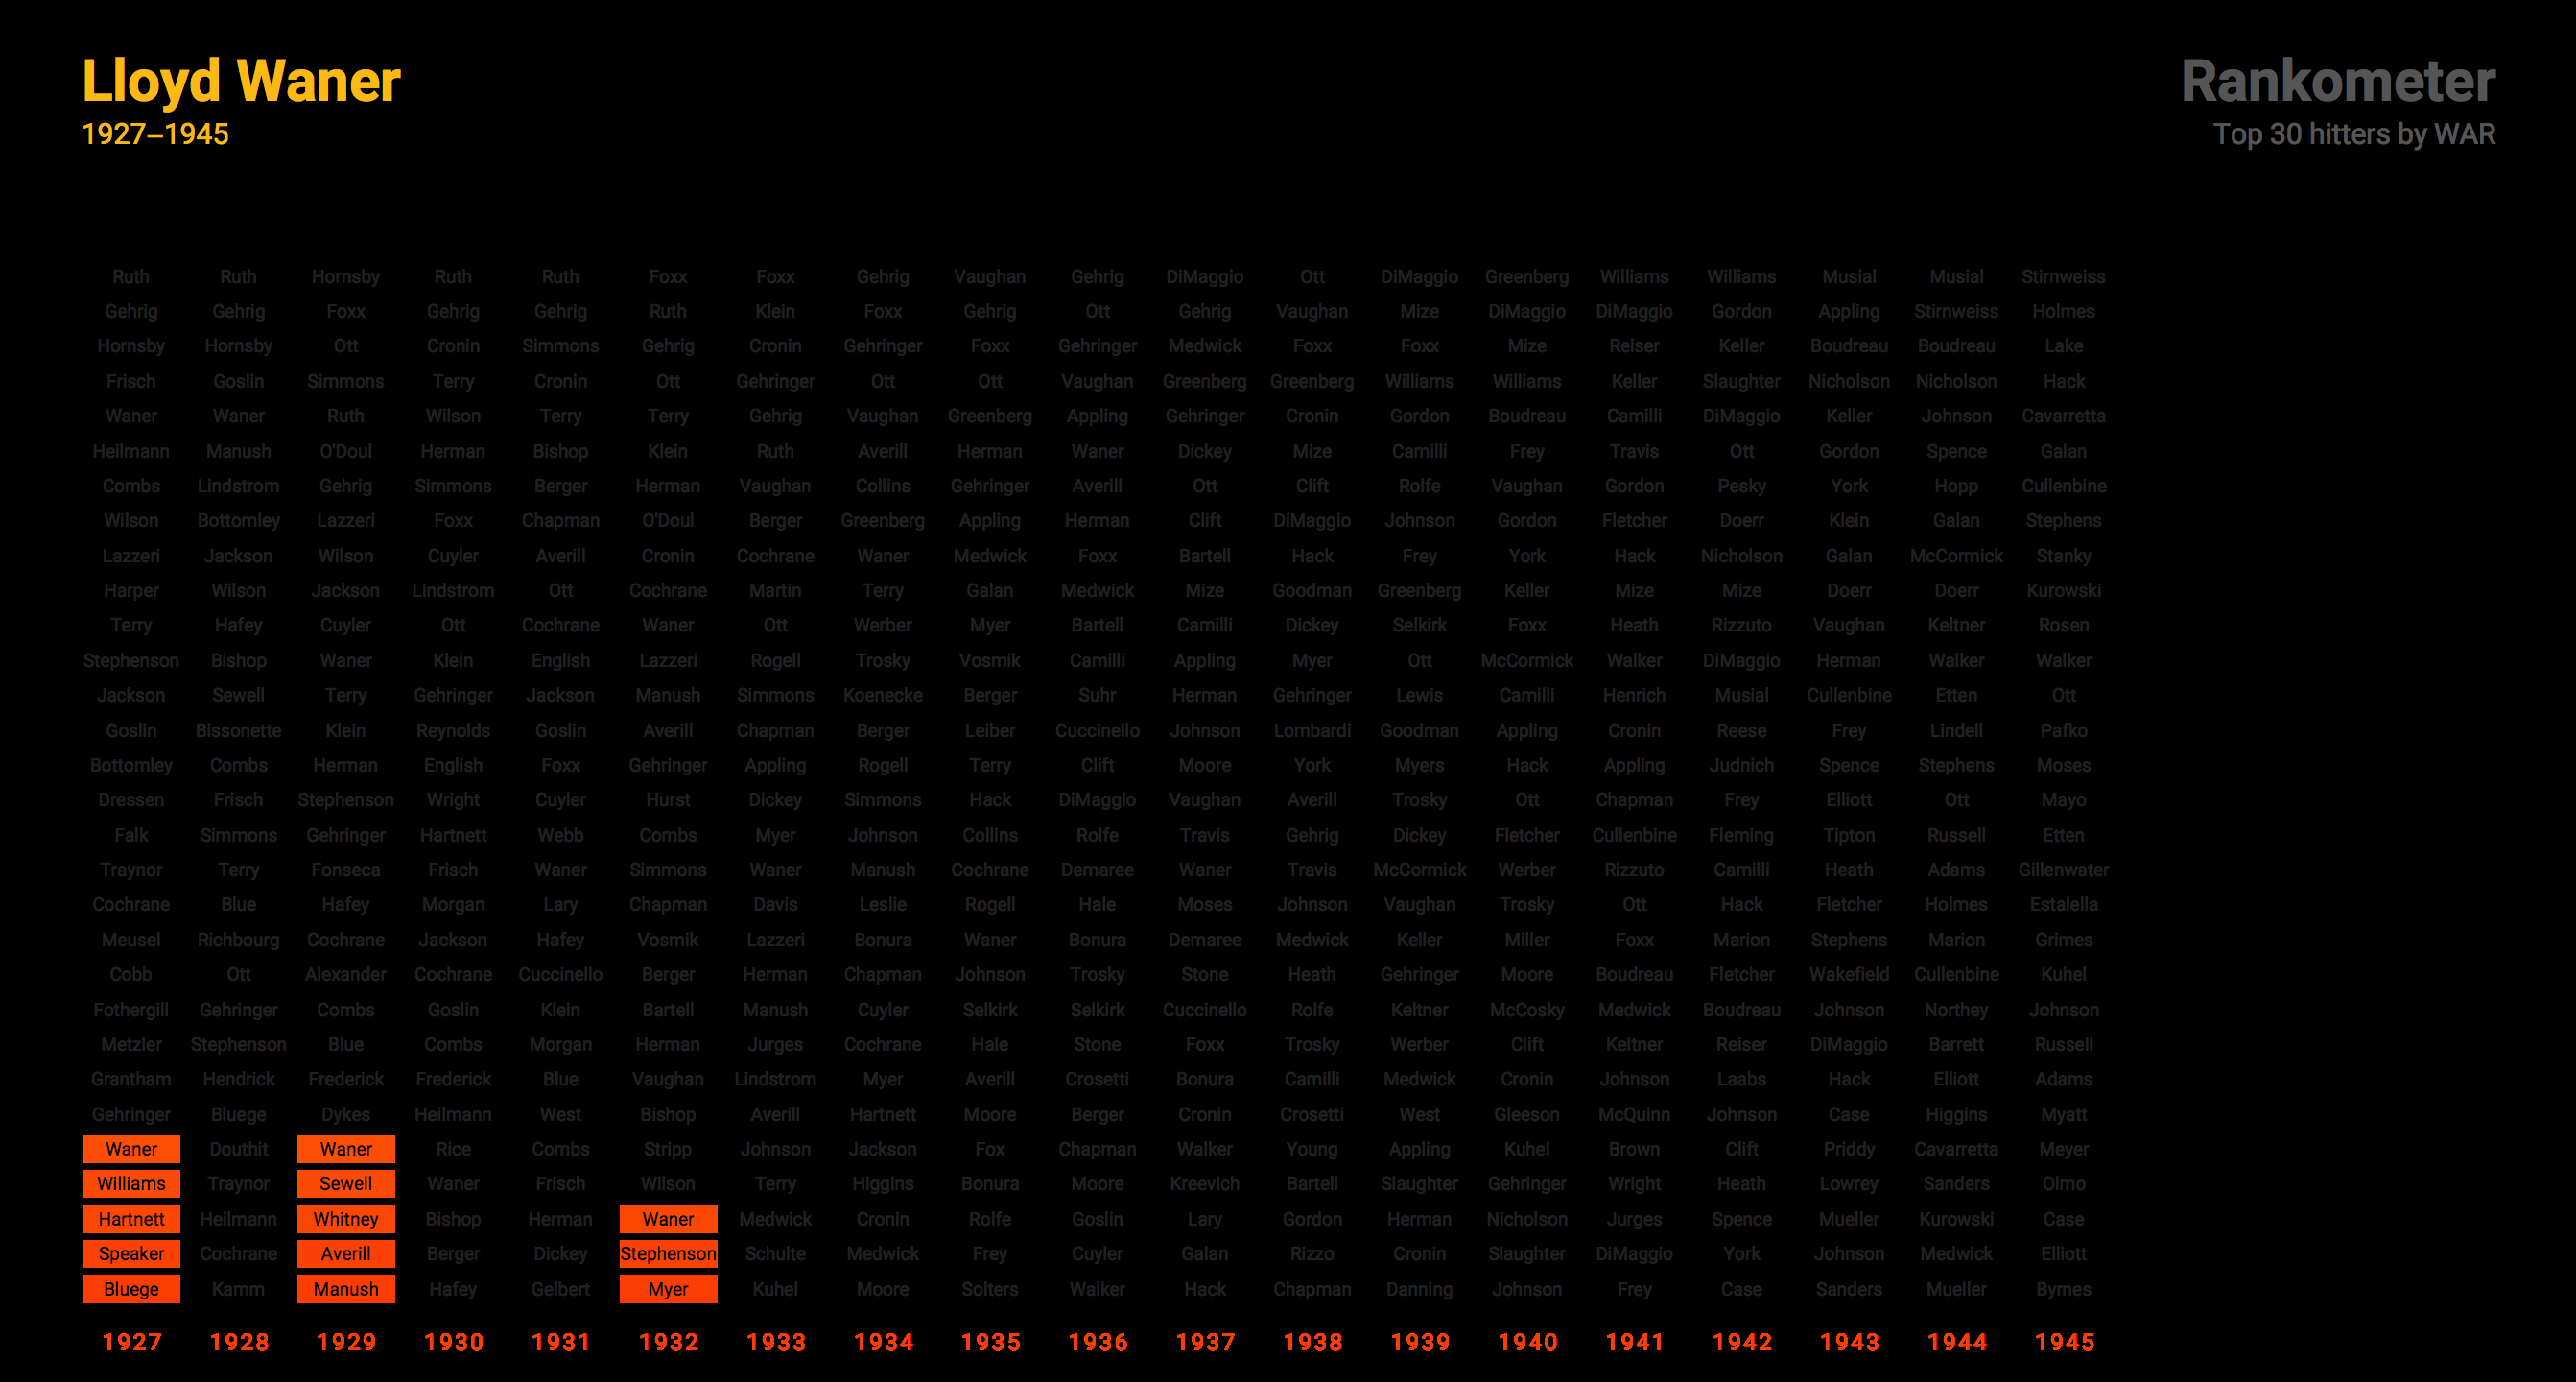 Lloyd Waner
1927–1945
Rankometer
Top 30 hitters by WAR
Ruth Ruth Hornsby Ruth Ruth Foxx Foxx Gehrig Vaughan Gehrig DiMaggio Ott DiMaggio Greenberg Williams Williams Musial Musial Stirnweiss
Gehrig Gehrig Foxx Gehrig Gehrig Ruth Klein Foxx Gehrig Ott Gehrig Vaughan Mize DiMaggio DiMaggio Gordon Appling Stirnweiss Holmes
Hornsby Hornsby Ott Cronin Simmons Gehrig Cronin Gehringer Foxx Gehringer Medwick Foxx Foxx Mize Reiser Keller Boudreau Boudreau Lake
Frisch Goslin Simmons Terry Cronin Ott Gehringer Ott Ott Vaughan Greenberg Greenberg Williams Williams Keller Slaughter Nicholson Nicholson Hack
Waner Waner Ruth Wilson Terry Terry Gehrig Vaughan Greenberg Appling Gehringer Cronin Gordon Boudreau Camilli DiMaggio Keller Johnson Cavarretta
Heilmann Manush O'Doul Herman Bishop Klein Ruth Averill Herman Waner Dickey Mize Camilli Frey Travis Ott Gordon Spence Galan
Combs Lindstrom Gehrig Simmons Berger Herman Vaughan Collins Gehringer Averill Ott Clift Rolfe Vaughan Gordon Pesky York Hopp Cullenbine
Wilson Bottomley Lazzeri Foxx Chapman O'Doul Berger Greenberg Appling Herman Clift DiMaggio Johnson Gordon Fletcher Doerr Klein Galan Stephens
Lazzeri Jackson Wilson Cuyler Averill Cronin Cochrane Waner Medwick Foxx Bartell Hack Frey York Hack Nicholson Galan McCormick Stanky
Harper Wilson Jackson Lindstrom Ott Cochrane Martin Terry Galan Medwick Mize Goodman Greenberg Keller Mize Mize Doerr Doerr Kurowski
Terry Hafey Cuyler Ott Cochrane Waner Ott Werber Myer Bartell Camilli Dickey Selkirk Foxx Heath Rizzuto Vaughan Keltner Rosen
Stephenson Bishop Waner Klein English Lazzeri Rogell Trosky Vosmik Camilli Appling Myer Ott McCormick Walker DiMaggio Herman Walker Walker
Jackson Sewell Terry Gehringer Jackson Manush Simmons Koenecke Berger Suhr Herman Gehringer Lewis Camilli Henrich Musial Cullenbine Etten Ott
Goslin Bissonette Klein Reynolds Goslin Averill Chapman Berger Leiber Cuccinello Johnson Lombardi Goodman Appling Cronin Reese Frey Lindell Pafko
Bottomley Combs Herman English Foxx Gehringer Appling Rogell Terry Clift Moore York Myers Hack Appling Judnich Spence Stephens Moses
Dressen Frisch Stephenson Wright Cuyler Hurst Dickey Simmons Hack DiMaggio Vaughan Averill Trosky Ott Chapman Frey Elliott Ott Mayo
Falk Simmons Gehringer Hartnett Webb Combs Myer Johnson Collins Rolfe Travis Gehrig Dickey Fletcher Cullenbine Fleming Tipton Russell Etten
Traynor Terry Fonseca Frisch Waner Simmons Waner Manush Cochrane Demaree Waner Travis McCormick Werber Rizzuto Camilli Heath Adams Gillenwater
Cochrane Blue Hafey Morgan Lary Chapman Davis Leslie Rogell Hale Moses Johnson Vaughan Trosky Ott Hack Fletcher Holmes Estalella
Meusel Richbourg Cochrane Jackson Hafey Vosmik Lazzeri Bonura Waner Bonura Demaree Medwick Keller Miller Foxx Marion Stephens Marion Grimes
Cobb Ott Alexander Cochrane Cuccinello Berger Herman Chapman Johnson Trosky Stone Heath Gehringer Moore Boudreau Fletcher Wakefield Cullenbine Kuhel
Fothergill Gehringer Combs Goslin Klein Bartell Manush Cuyler Selkirk Selkirk Cuccinello Rolfe Keltner McCosky Medwick Boudreau Johnson Northey Johnson
Metzler Stephenson Blue Combs Morgan Herman Jurges Cochrane Hale Stone Foxx Trosky Werber Clift Keltner Reiser DiMaggio Barrett Russell
Grantham Hendrick Frederick Frederick Blue Vaughan Lindstrom Myer Averill Crosetti Bonura Camilli Medwick Cronin Johnson Laabs Hack Elliott Adams
Gehringer Bluege Dykes Heilmann West Bishop Averill Hartnett Moore Berger Cronin Crosetti West Gleeson McQuinn Johnson Case Higgins Myatt
Waner Douthit Waner Rice Combs Stripp Johnson Jackson Fox Chapman Walker Young Appling Kuhel Brown Clift Priddy Cavarretta Meyer
Williams Traynor Sewell Waner Frisch Wilson Terry Higgins Bonura Moore Kreevich Bartell Slaughter Gehringer Wright Heath Lowrey Sanders Olmo
Hartnett Heilmann Whitney Bishop Herman Waner Medwick Cronin Rolfe Goslin Lary Gordon Herman Nicholson Jurges Spence Mueller Kurowski Case
Speaker Cochrane Averill Berger Dickey Stephenson Schulte Medwick Frey Cuyler Galan Rizzo Cronin Slaughter DiMaggio York Johnson Medwick Elliott
Bluege Kamm Manush Hafey Gelbert Myer Kuhel Moore Solters Walker Hack Chapman Danning Johnson Frey Case Sanders Mueller Byrnes
1927 1928 1929 1930 1931 1932 1933 1934 1935 1936 1937 1938 1939 1940 1941 1942 1943 1944 1945